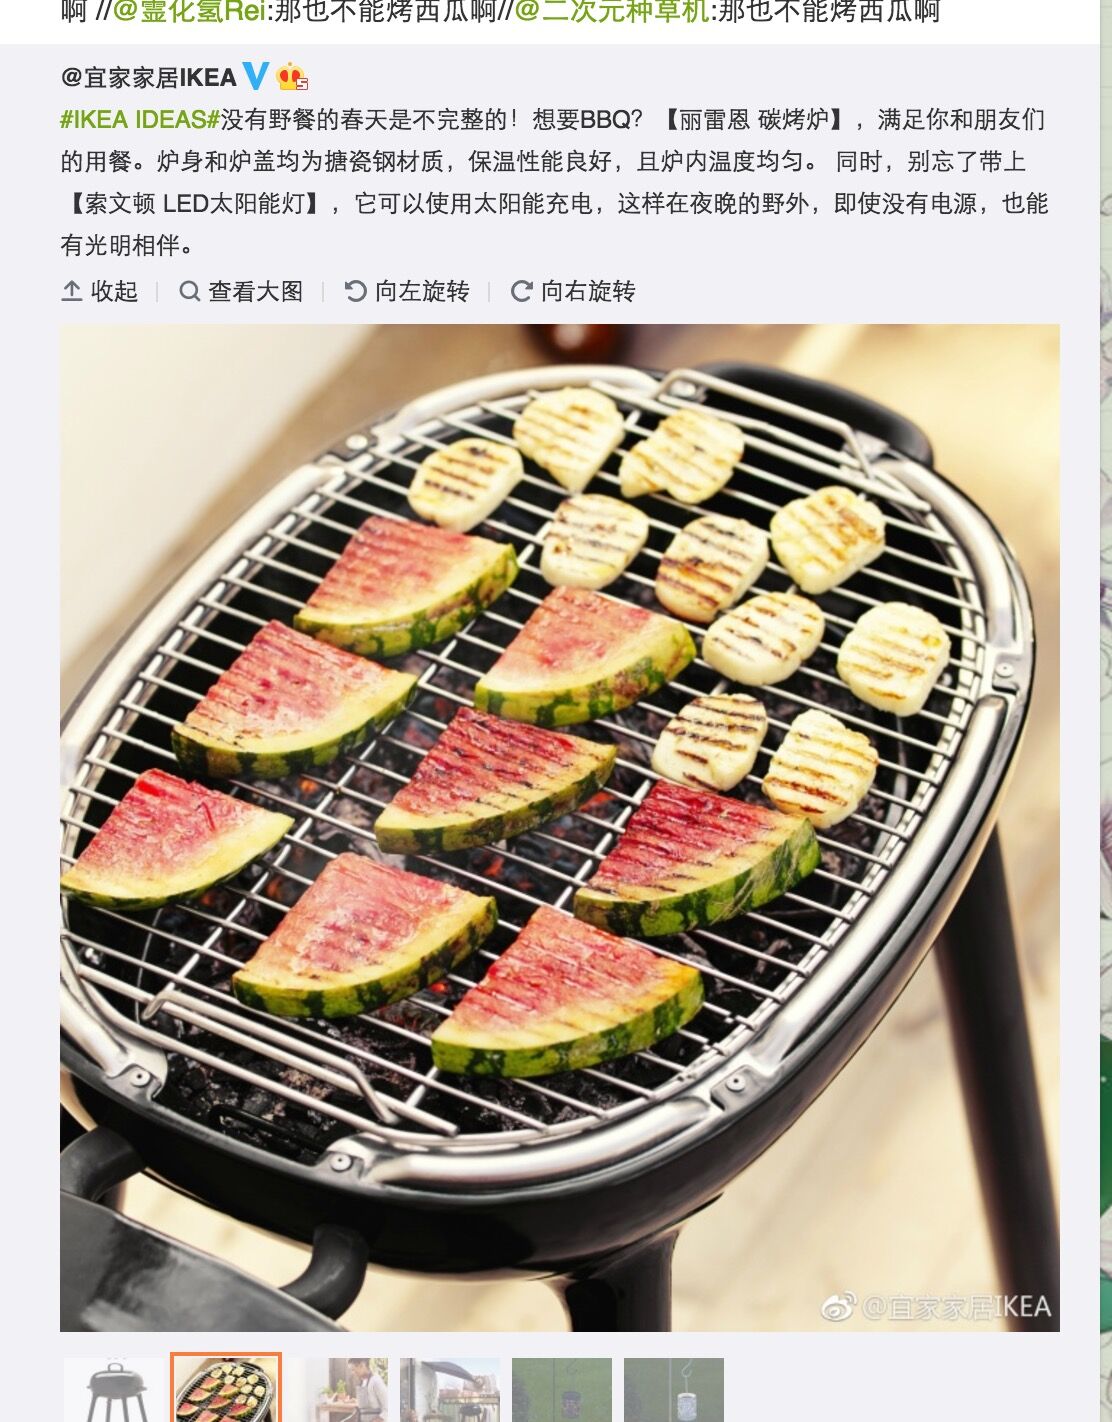 啊 //@靈化氢Rei:那也不能烤西瓜啊//@二次元种草机:那也不能烤西瓜啊
@宜家家居IKEA
#IKEA IDEAS#没有野餐的春天是不完整的！想要BBQ？【丽雷恩 碳烤炉】，满足你和朋友们
的用餐。炉身和炉盖均为搪瓷钢材质，保温性能良好，且炉内温度均匀。 同时，别忘了带上
【索文顿 LED太阳能灯】，它可以使用太阳能充电，这样在夜晚的野外，即使没有电源，也能
有光明相伴。
收起 查看大图 向左旋转 向右旋转
@宜家家居IKEA